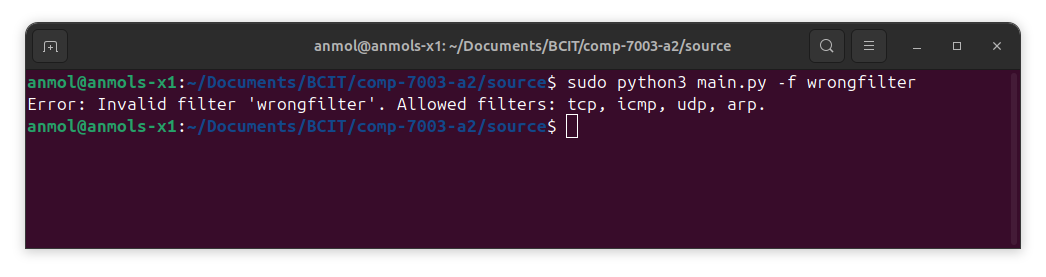 anmol@anmols-x1: ~/Documents/BCIT/comp-7003-a2/source
anmol@anmols-x1:~/Documents/BCIT/comp-7003-a2/source$ sudo python3 main.py -f wrongfilter
Error: Invalid filter 'wrongfilter'. Allowed filters: tcp, icmp, udp, arp.
anmol@anmols-x1:~/Documents/BCIT/comp-7003-a2/source$